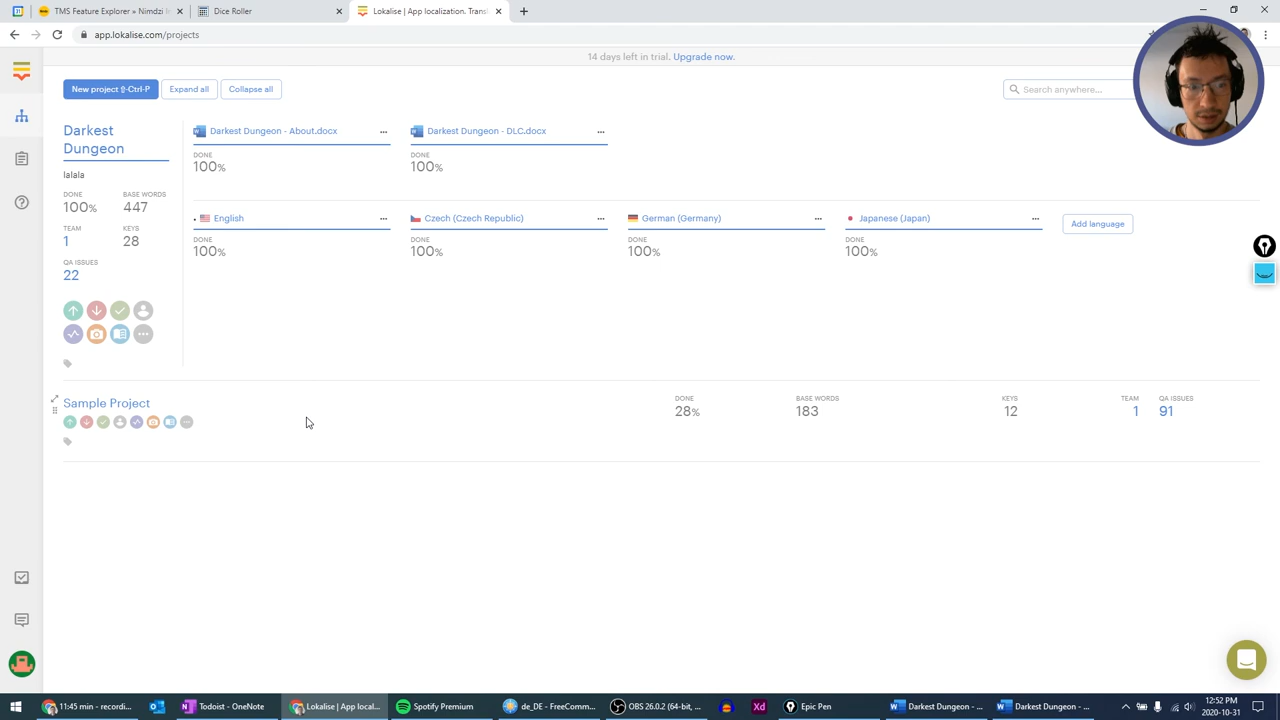 TMS Feature Explorer » Nimdzi I
Dice Roller
Lokalise | App localization. Transl
app.lokalise.com/projects
14 days left in trial. Upgrade now.
New project ⇧-Ctrl-P
Expand all
Collapse all
Search anywhere...
Darkest
Dungeon
lalala
DONE
100%
BASE WORDS
447
TEAM
1
KEYS
28
QA ISSUES
22
Darkest Dungeon - About.docx
DONE
100%
Darkest Dungeon - DLC.docx
DONE
100%
English
DONE
100%
Czech (Czech Republic)
DONE
100%
German (Germany)
DONE
100%
Japanese (Japan)
DONE
100%
Add language
Sample Project
DONE
28%
BASE WORDS
183
KEYS
12
TEAM
1
QA ISSUES
91
11:45 min - recordi...
Todoist - OneNote
Lokalise | App local...
Spotify Premium
de_DE - FreeComm...
OBS 26.0.2 (64-bit, ...
Xd
Epic Pen
Darkest Dungeon - ...
Darkest Dungeon - ...
12:52 PM
2020-10-31